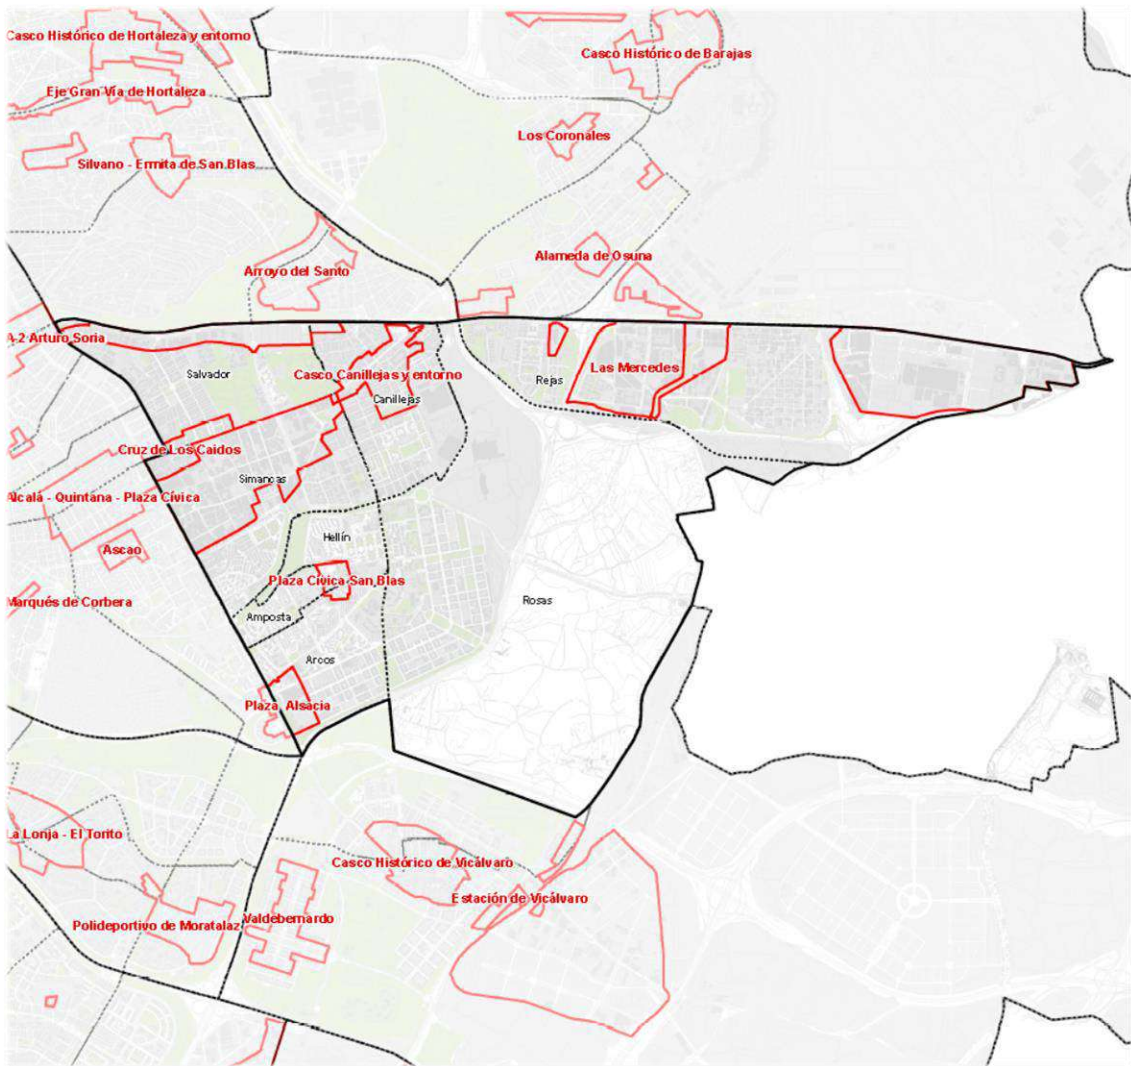 Casco Histórico de Hortaleza y entorno
Casco Histórico de Barajas
Eje Gran Vía de Hortaleza
Los Coronales
Silvano - Ermita de San Blas
Alameda de Osuna
Arroyo del Santo
A-2 Arturo Soria
Salvador
Casco Canillejas y entorno
Las Mercedes
Rejas
Canillejas
Cruz de Los Caidos
Simancas
Alcalá - Quintana - Plaza Cívica
Hellín
Ascao
Plaza Cívica San Blas
Marqués de Corbera
Rosas
Amposta
Arcos
Plaza Alsacia
La Lonja - El Torito
Casco Histórico de Vicálvaro
Estación de Vicálvaro
Polideportivo de Moratalaz
Valdebernardo